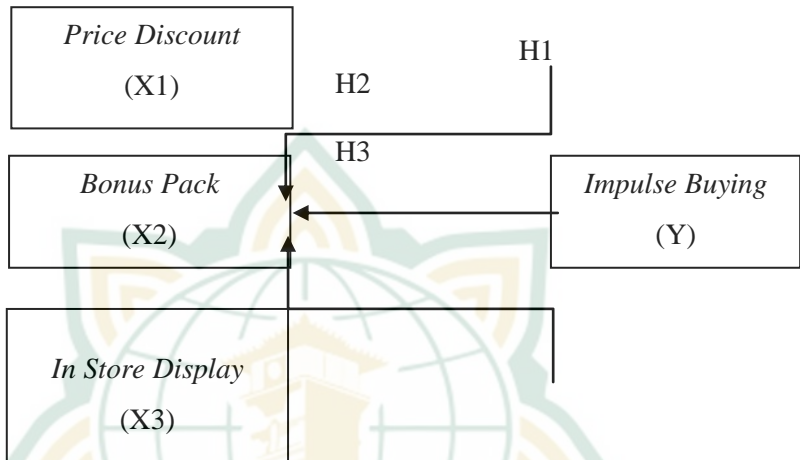 Price Discount
(X1)
H1
H2
H3
Bonus Pack
(X2)
Impulse Buying
(Y)
In Store Display
(X3)